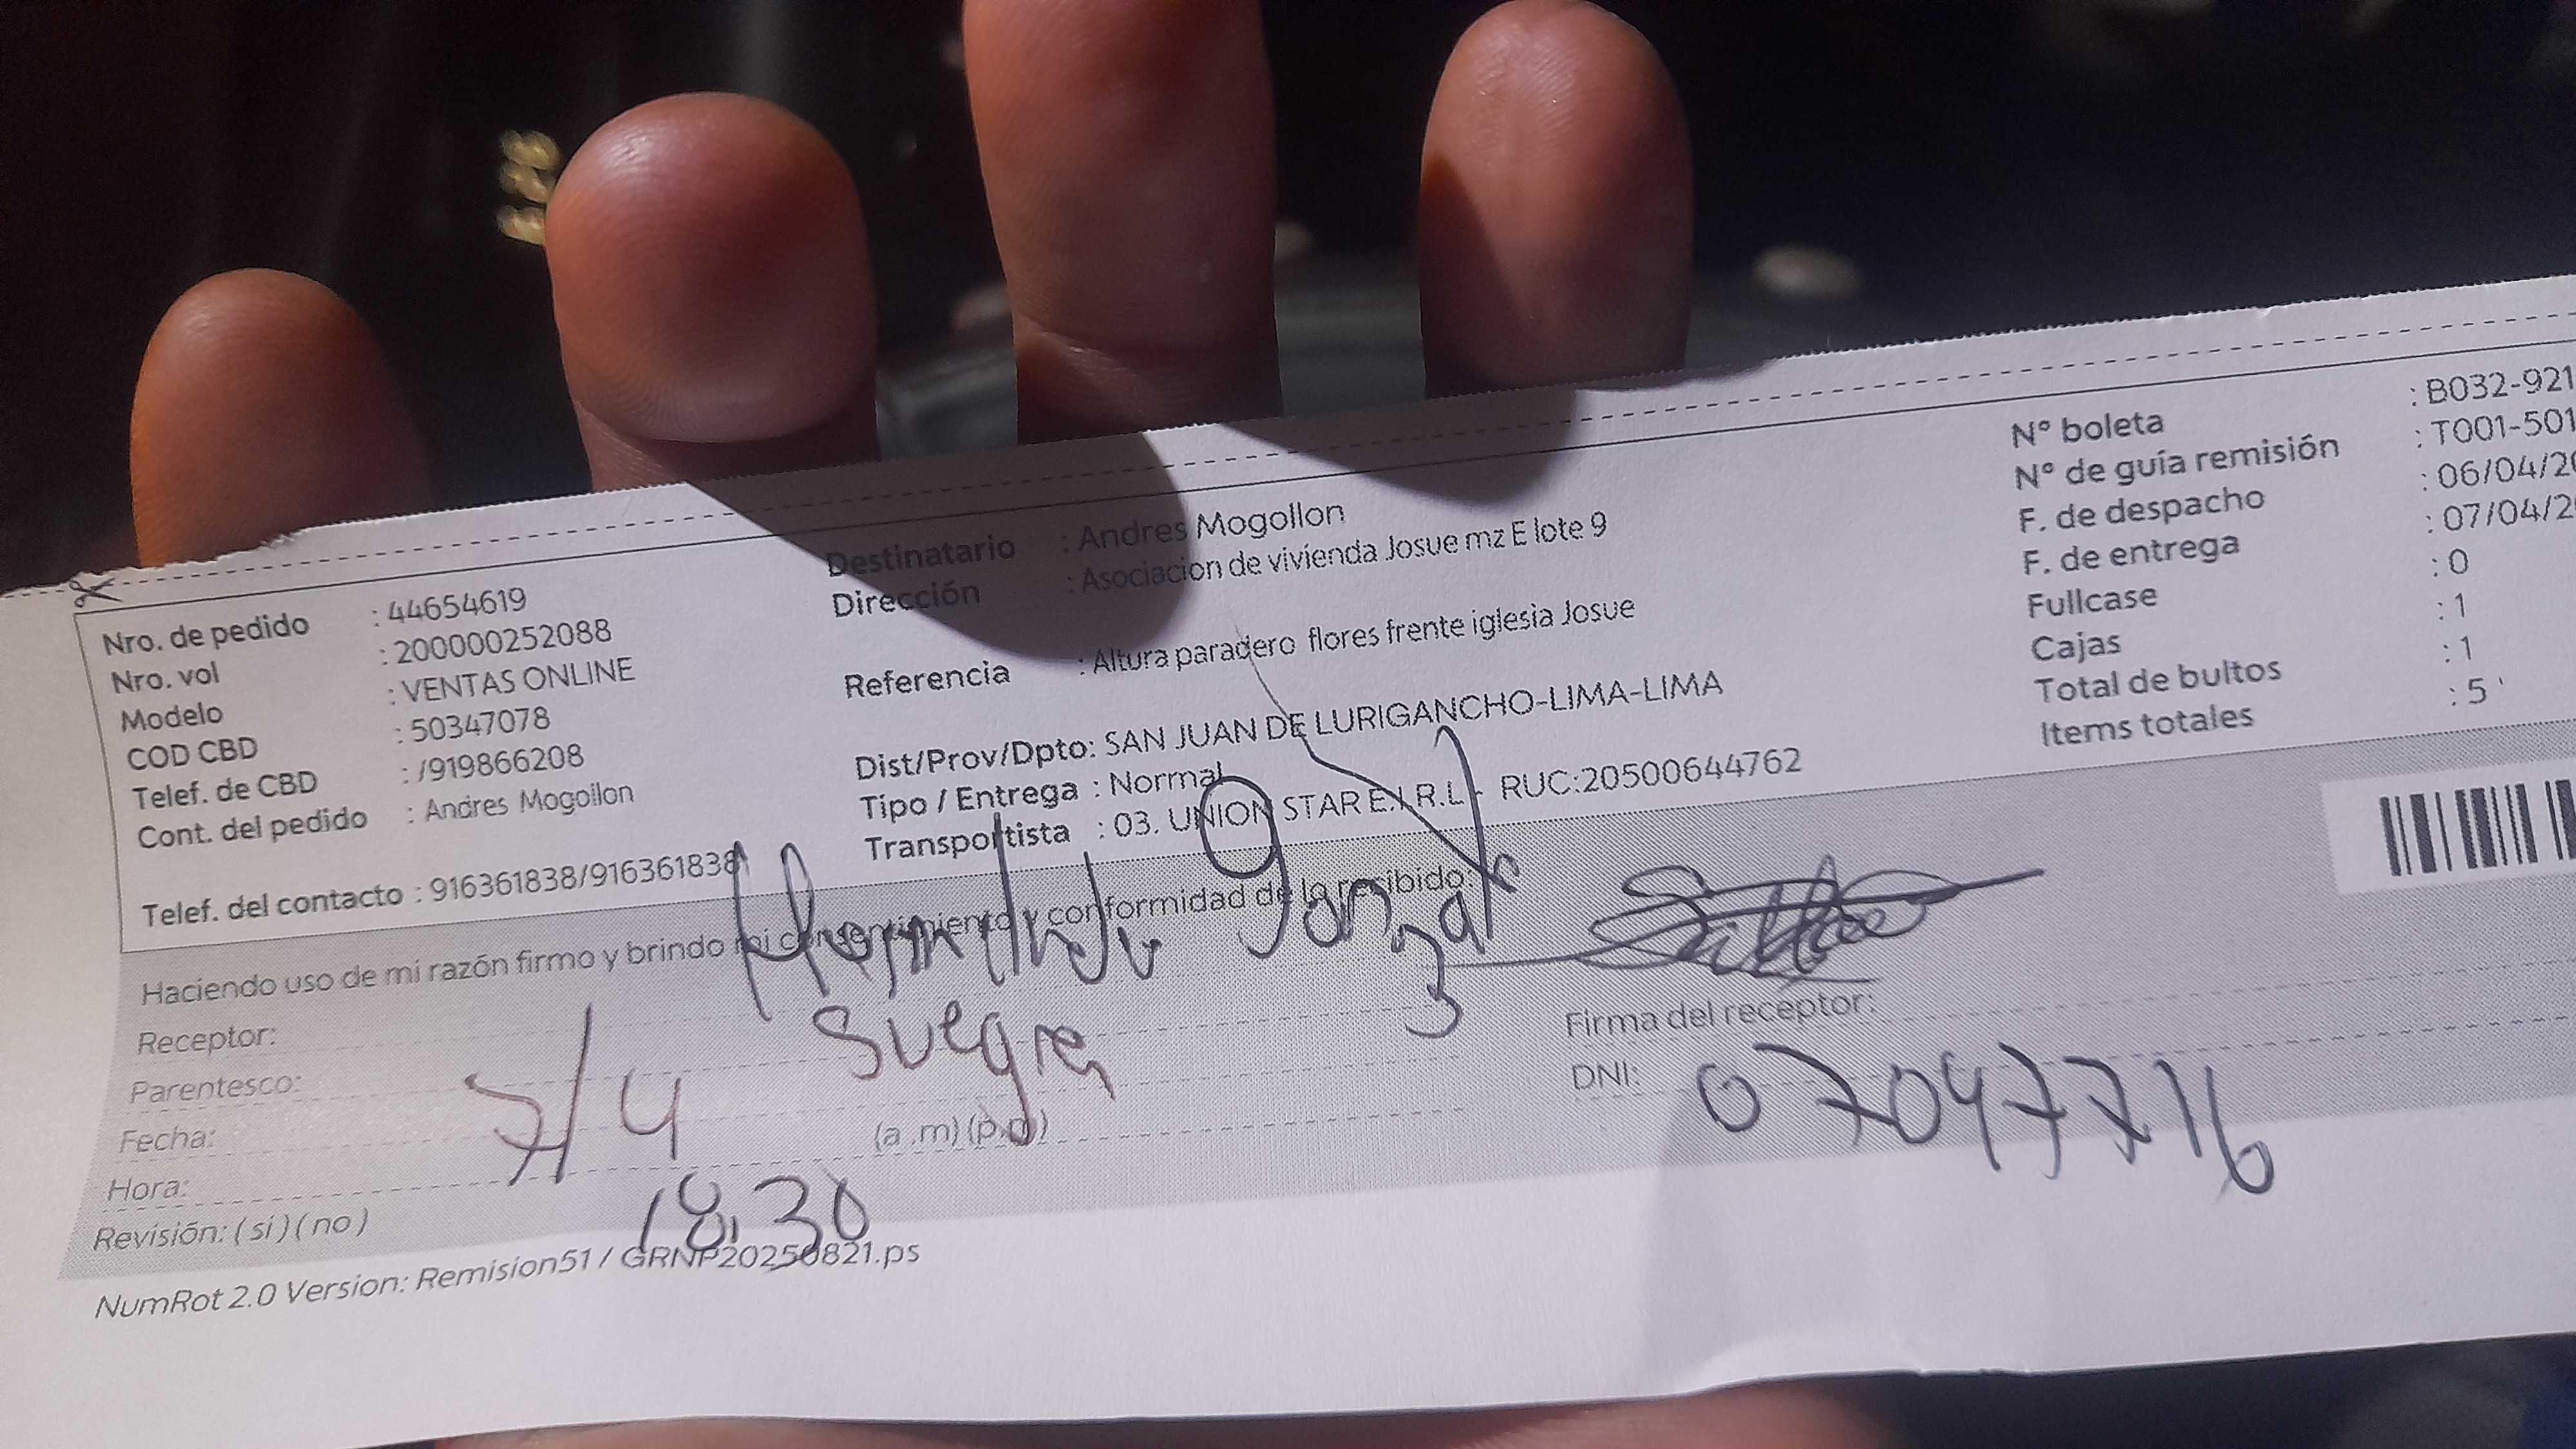 Nro. de pedido : 44654619
Nro. vol : 200000252088
Modelo : VENTAS ONLINE
COD CBD : 50347078
Telef. de CBD : /919866208
Cont. del pedido : Andres Mogollon
Telef. del contacto : 916361838/916361838
Destinatario : Andres Mogollon
Dirección : Asociacion de vivienda Josue mz E lote 9
Referencia : Altura paradero flores frente iglesia Josue
Dist/Prov/Dpto: SAN JUAN DE LURIGANCHO-LIMA-LIMA
Tipo / Entrega : Normal
Transportista : 03. UNION STAR E.I.R.L - RUC:20500644762
N° boleta : B032-921
N° de guía remisión : T001-501
F. de despacho : 06/04/20
F. de entrega : 07/04/2
Fullcase : 0
Cajas : 1
Total de bultos : 1
Items totales : 5
Haciendo uso de mi razón firmo y brindo mi consentimiento y conformidad de lo recibido:
Receptor:
Parentesco: suegra
Fecha: 7/4 (a .m) (p.m)
Hora: 18:30
Revisión: ( si ) ( no )
Firma del receptor:
DNI: 07047716
NumRot 2.0 Version: Remision51 / GRNP20250821.ps